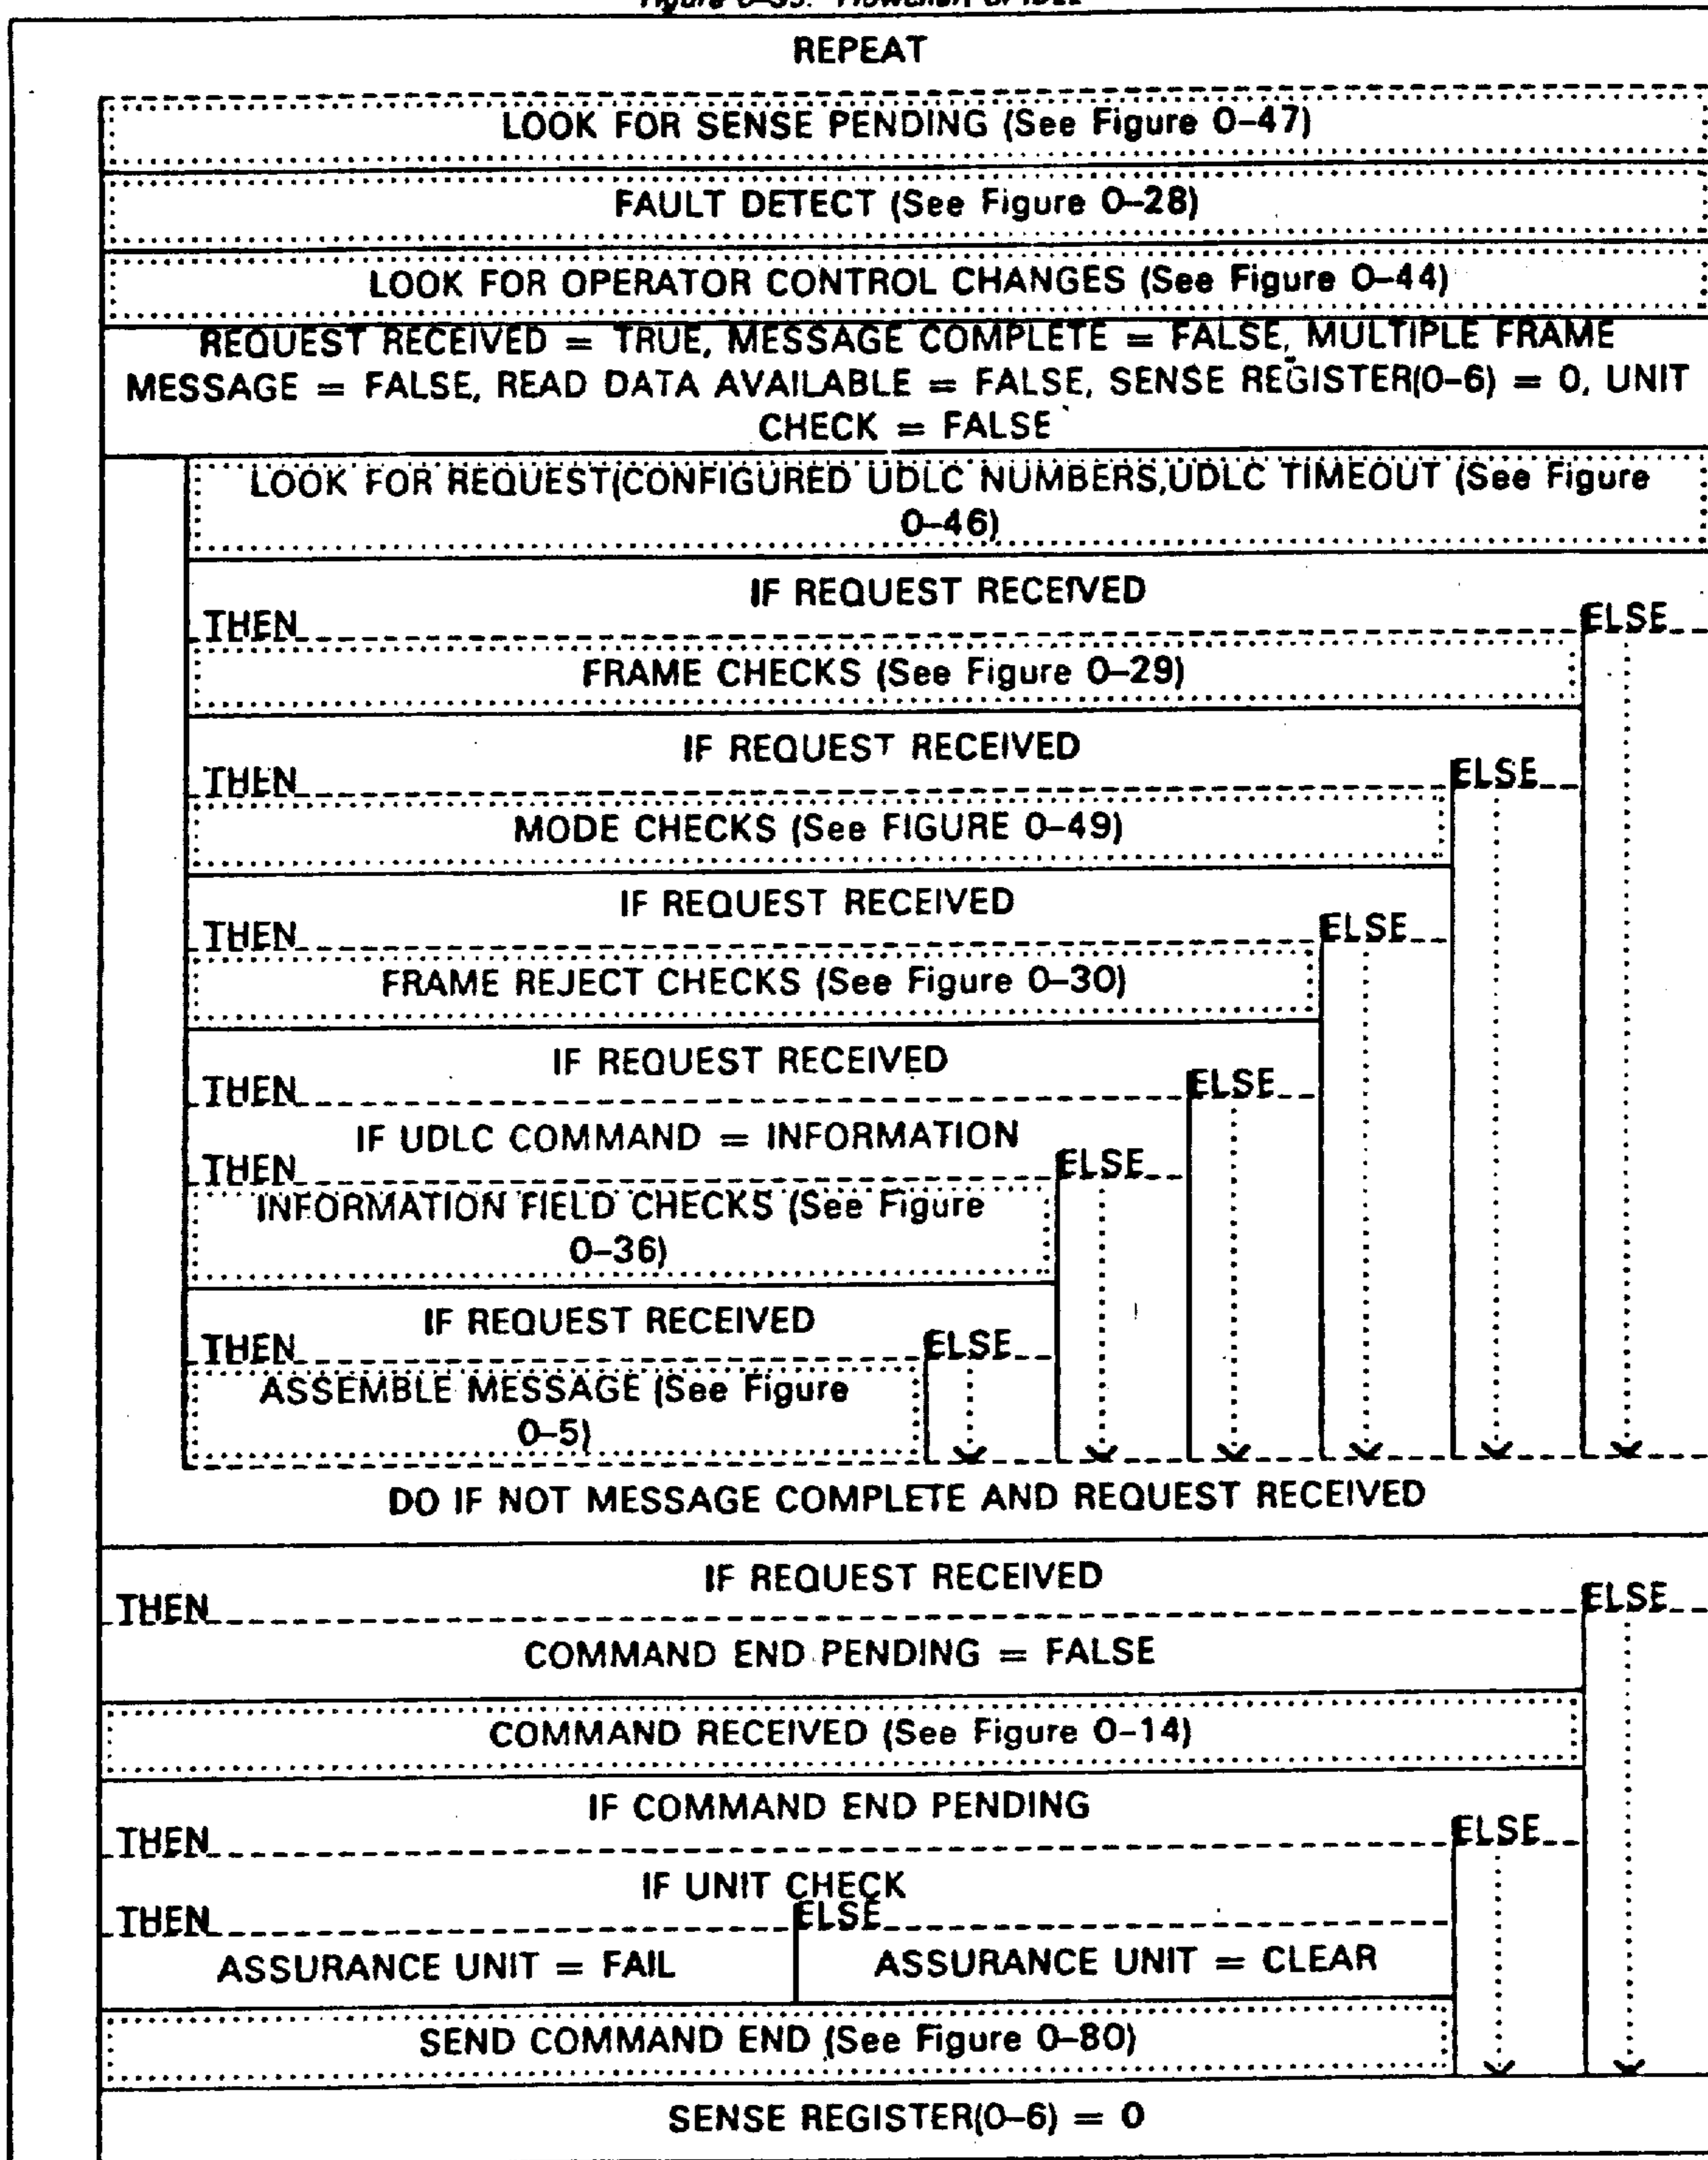 REPEAT
LOOK FOR SENSE PENDING (See Figure 0-47)
FAULT DETECT (See Figure 0-28)
LOOK FOR OPERATOR CONTROL CHANGES (See Figure 0-44)
REQUEST RECEIVED = TRUE, MESSAGE COMPLETE = FALSE, MULTIPLE FRAME
MESSAGE = FALSE, READ DATA AVAILABLE = FALSE, SENSE REGISTER(0-6) = 0, UNIT
CHECK = FALSE
LOOK FOR REQUEST(CONFIGURED UDLC NUMBERS,UDLC TIMEOUT (See Figure
0-46)
IF REQUEST RECEIVED
THEN ELSE
FRAME CHECKS (See Figure 0-29)
IF REQUEST RECEIVED
THEN ELSE
MODE CHECKS (See FIGURE 0-49)
IF REQUEST RECEIVED
THEN ELSE
FRAME REJECT CHECKS (See Figure 0-30)
IF REQUEST RECEIVED
THEN ELSE
IF UDLC COMMAND = INFORMATION
THEN ELSE
INFORMATION FIELD CHECKS (See Figure
0-36)
IF REQUEST RECEIVED
THEN ELSE
ASSEMBLE MESSAGE (See Figure
0-5)
DO IF NOT MESSAGE COMPLETE AND REQUEST RECEIVED
IF REQUEST RECEIVED
THEN ELSE
COMMAND END PENDING = FALSE
COMMAND RECEIVED (See Figure 0-14)
IF COMMAND END PENDING
THEN ELSE
IF UNIT CHECK
THEN ELSE
ASSURANCE UNIT = FAIL ASSURANCE UNIT = CLEAR
SEND COMMAND END (See Figure 0-80)
SENSE REGISTER(0-6) = 0